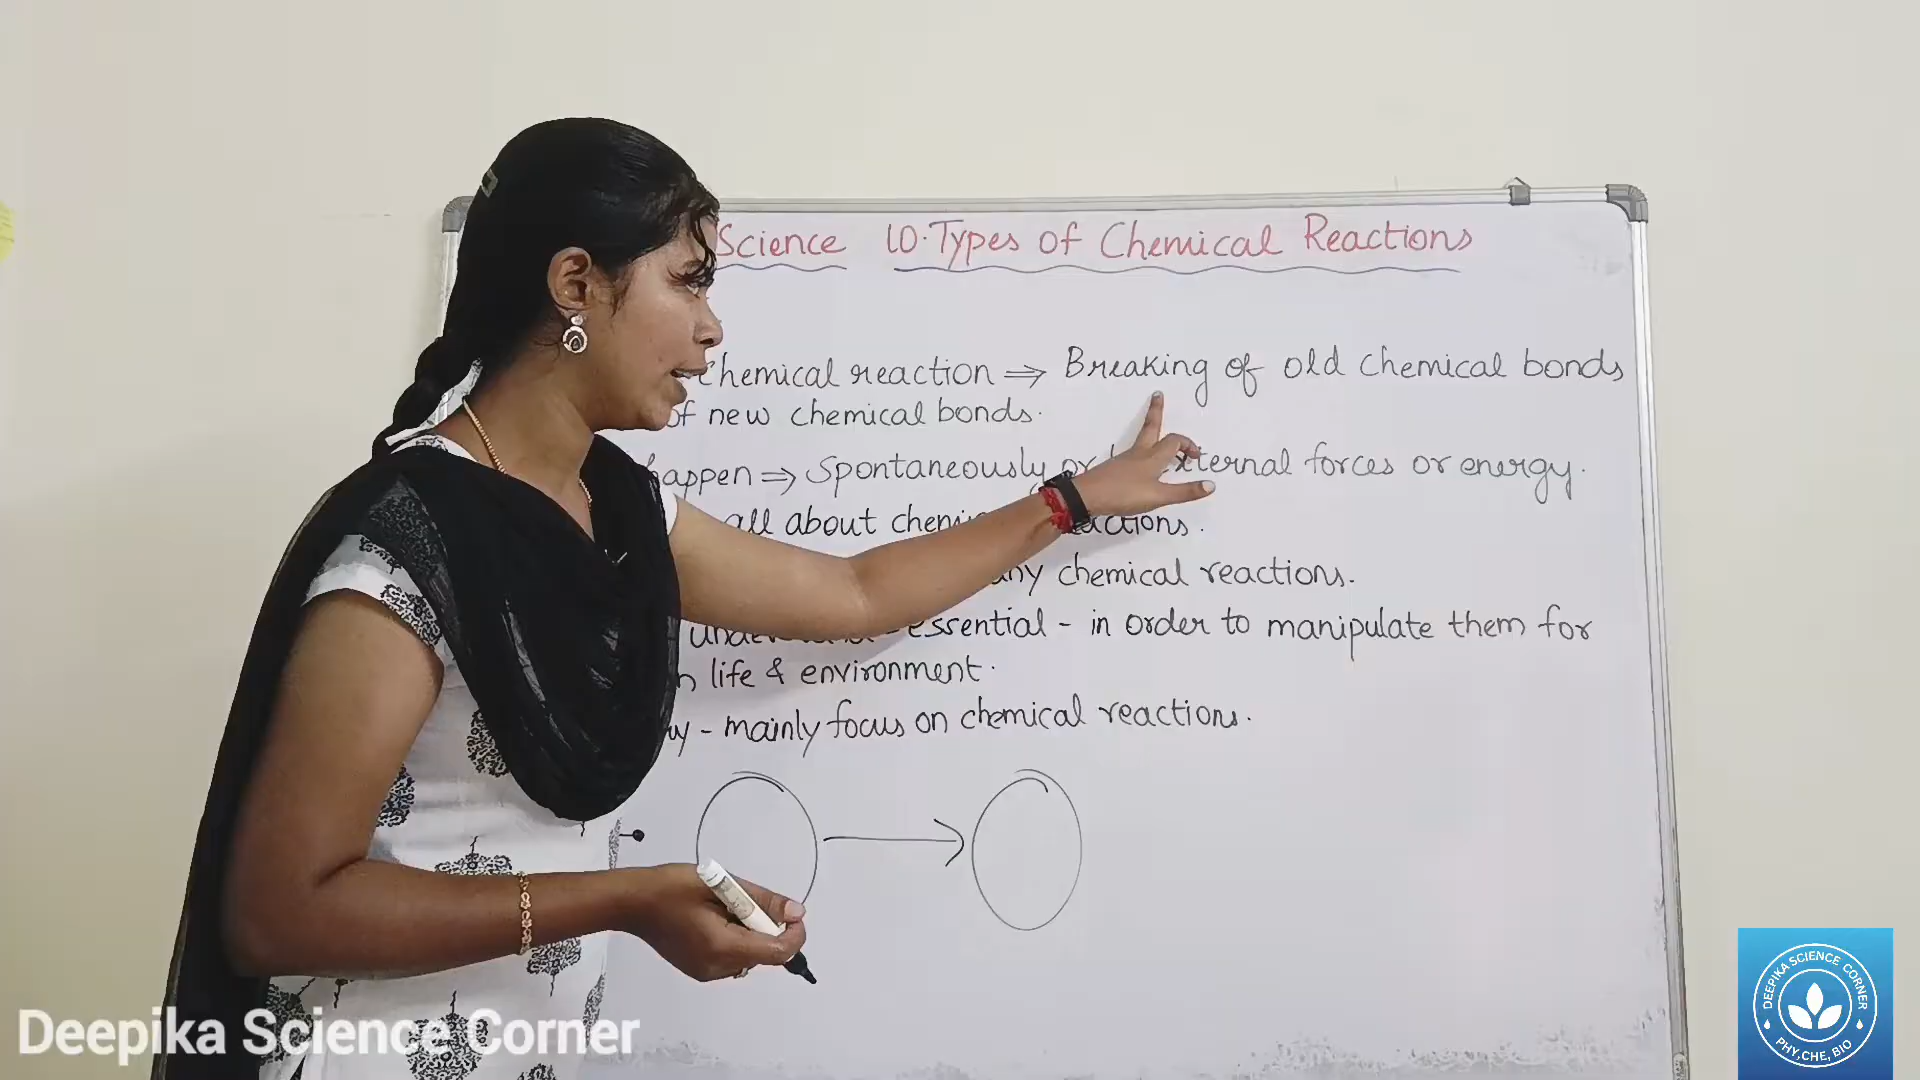 Science 10. Types of Chemical Reactions
Chemical reaction ⇒ Breaking of old chemical bonds
of new chemical bonds.
happen ⇒ Spontaneously or external forces or energy.
all about reactions.
any chemical reactions.
essential - in order to manipulate them for
life & environment.
- mainly focus on chemical reactions.
Deepika Science Corner
DEEPIKA SCIENCE CORNER
PHY, CHE, BIO